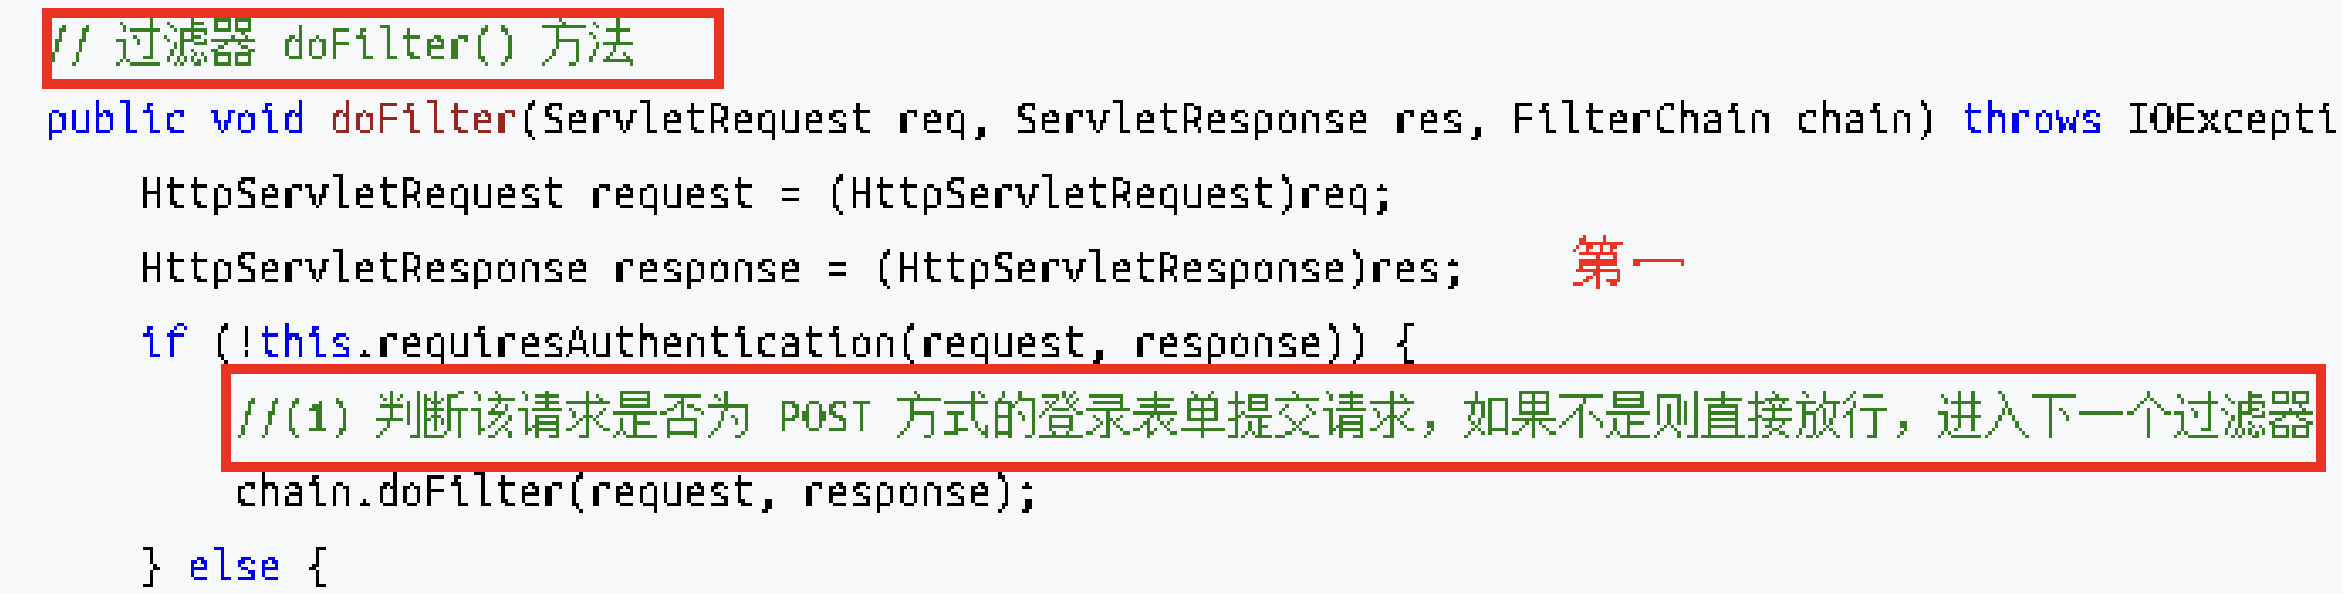 // 过滤器 doFilter() 方法
public void doFilter(ServletRequest req, ServletResponse res, FilterChain chain) throws IOExcepti
HttpServletRequest request = (HttpServletRequest)req;
HttpServletResponse response = (HttpServletResponse)res;
第一
if (!this.requiresAuthentication(request, response)) {
//(1) 判断该请求是否为 POST 方式的登录表单提交请求，如果不是则直接放行，进入下一个过滤器
chain.doFilter(request, response);
} else {